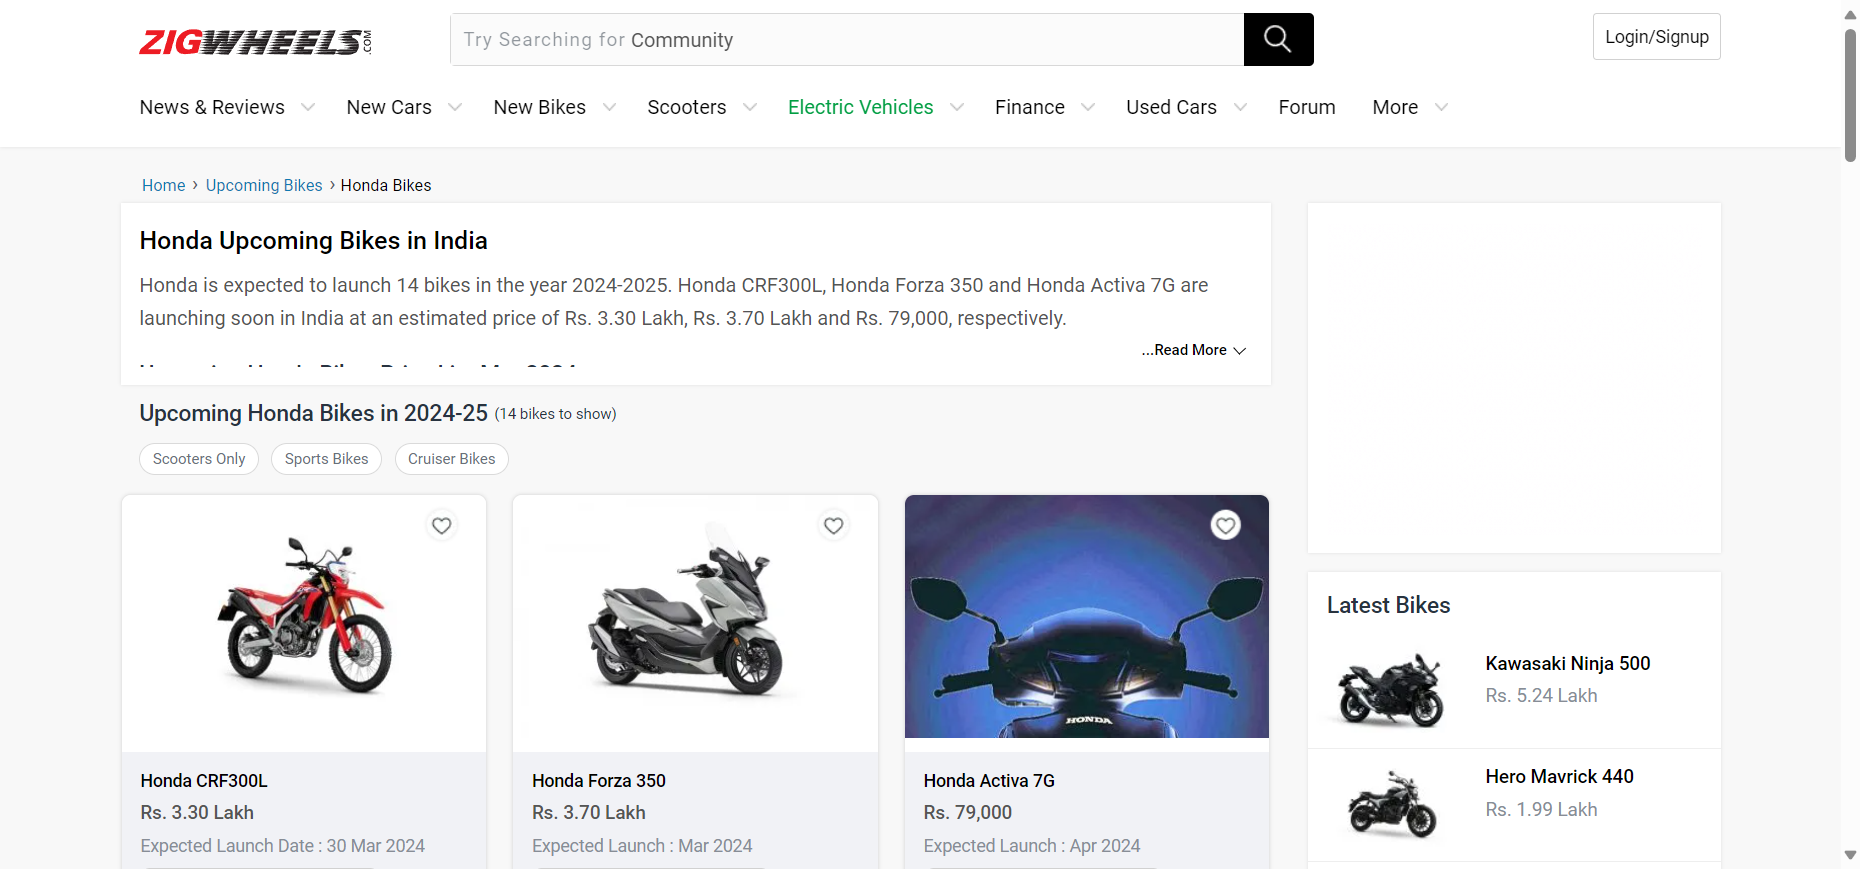 ZIGWHEELS.COM
Try Searching for Community
Login/Signup
News & Reviews New Cars New Bikes Scooters Electric Vehicles Finance Used Cars Forum More
Home › Upcoming Bikes › Honda Bikes
Honda Upcoming Bikes in India
Honda is expected to launch 14 bikes in the year 2024-2025. Honda CRF300L, Honda Forza 350 and Honda Activa 7G are
launching soon in India at an estimated price of Rs. 3.30 Lakh, Rs. 3.70 Lakh and Rs. 79,000, respectively.
...Read More
Upcoming Honda Bikes in 2024-25 (14 bikes to show)
Scooters Only Sports Bikes Cruiser Bikes
HONDA
Honda CRF300L
Rs. 3.30 Lakh
Expected Launch Date : 30 Mar 2024
Honda Forza 350
Rs. 3.70 Lakh
Expected Launch : Mar 2024
Honda Activa 7G
Rs. 79,000
Expected Launch : Apr 2024
Latest Bikes
Kawasaki Ninja 500
Rs. 5.24 Lakh
Hero Mavrick 440
Rs. 1.99 Lakh